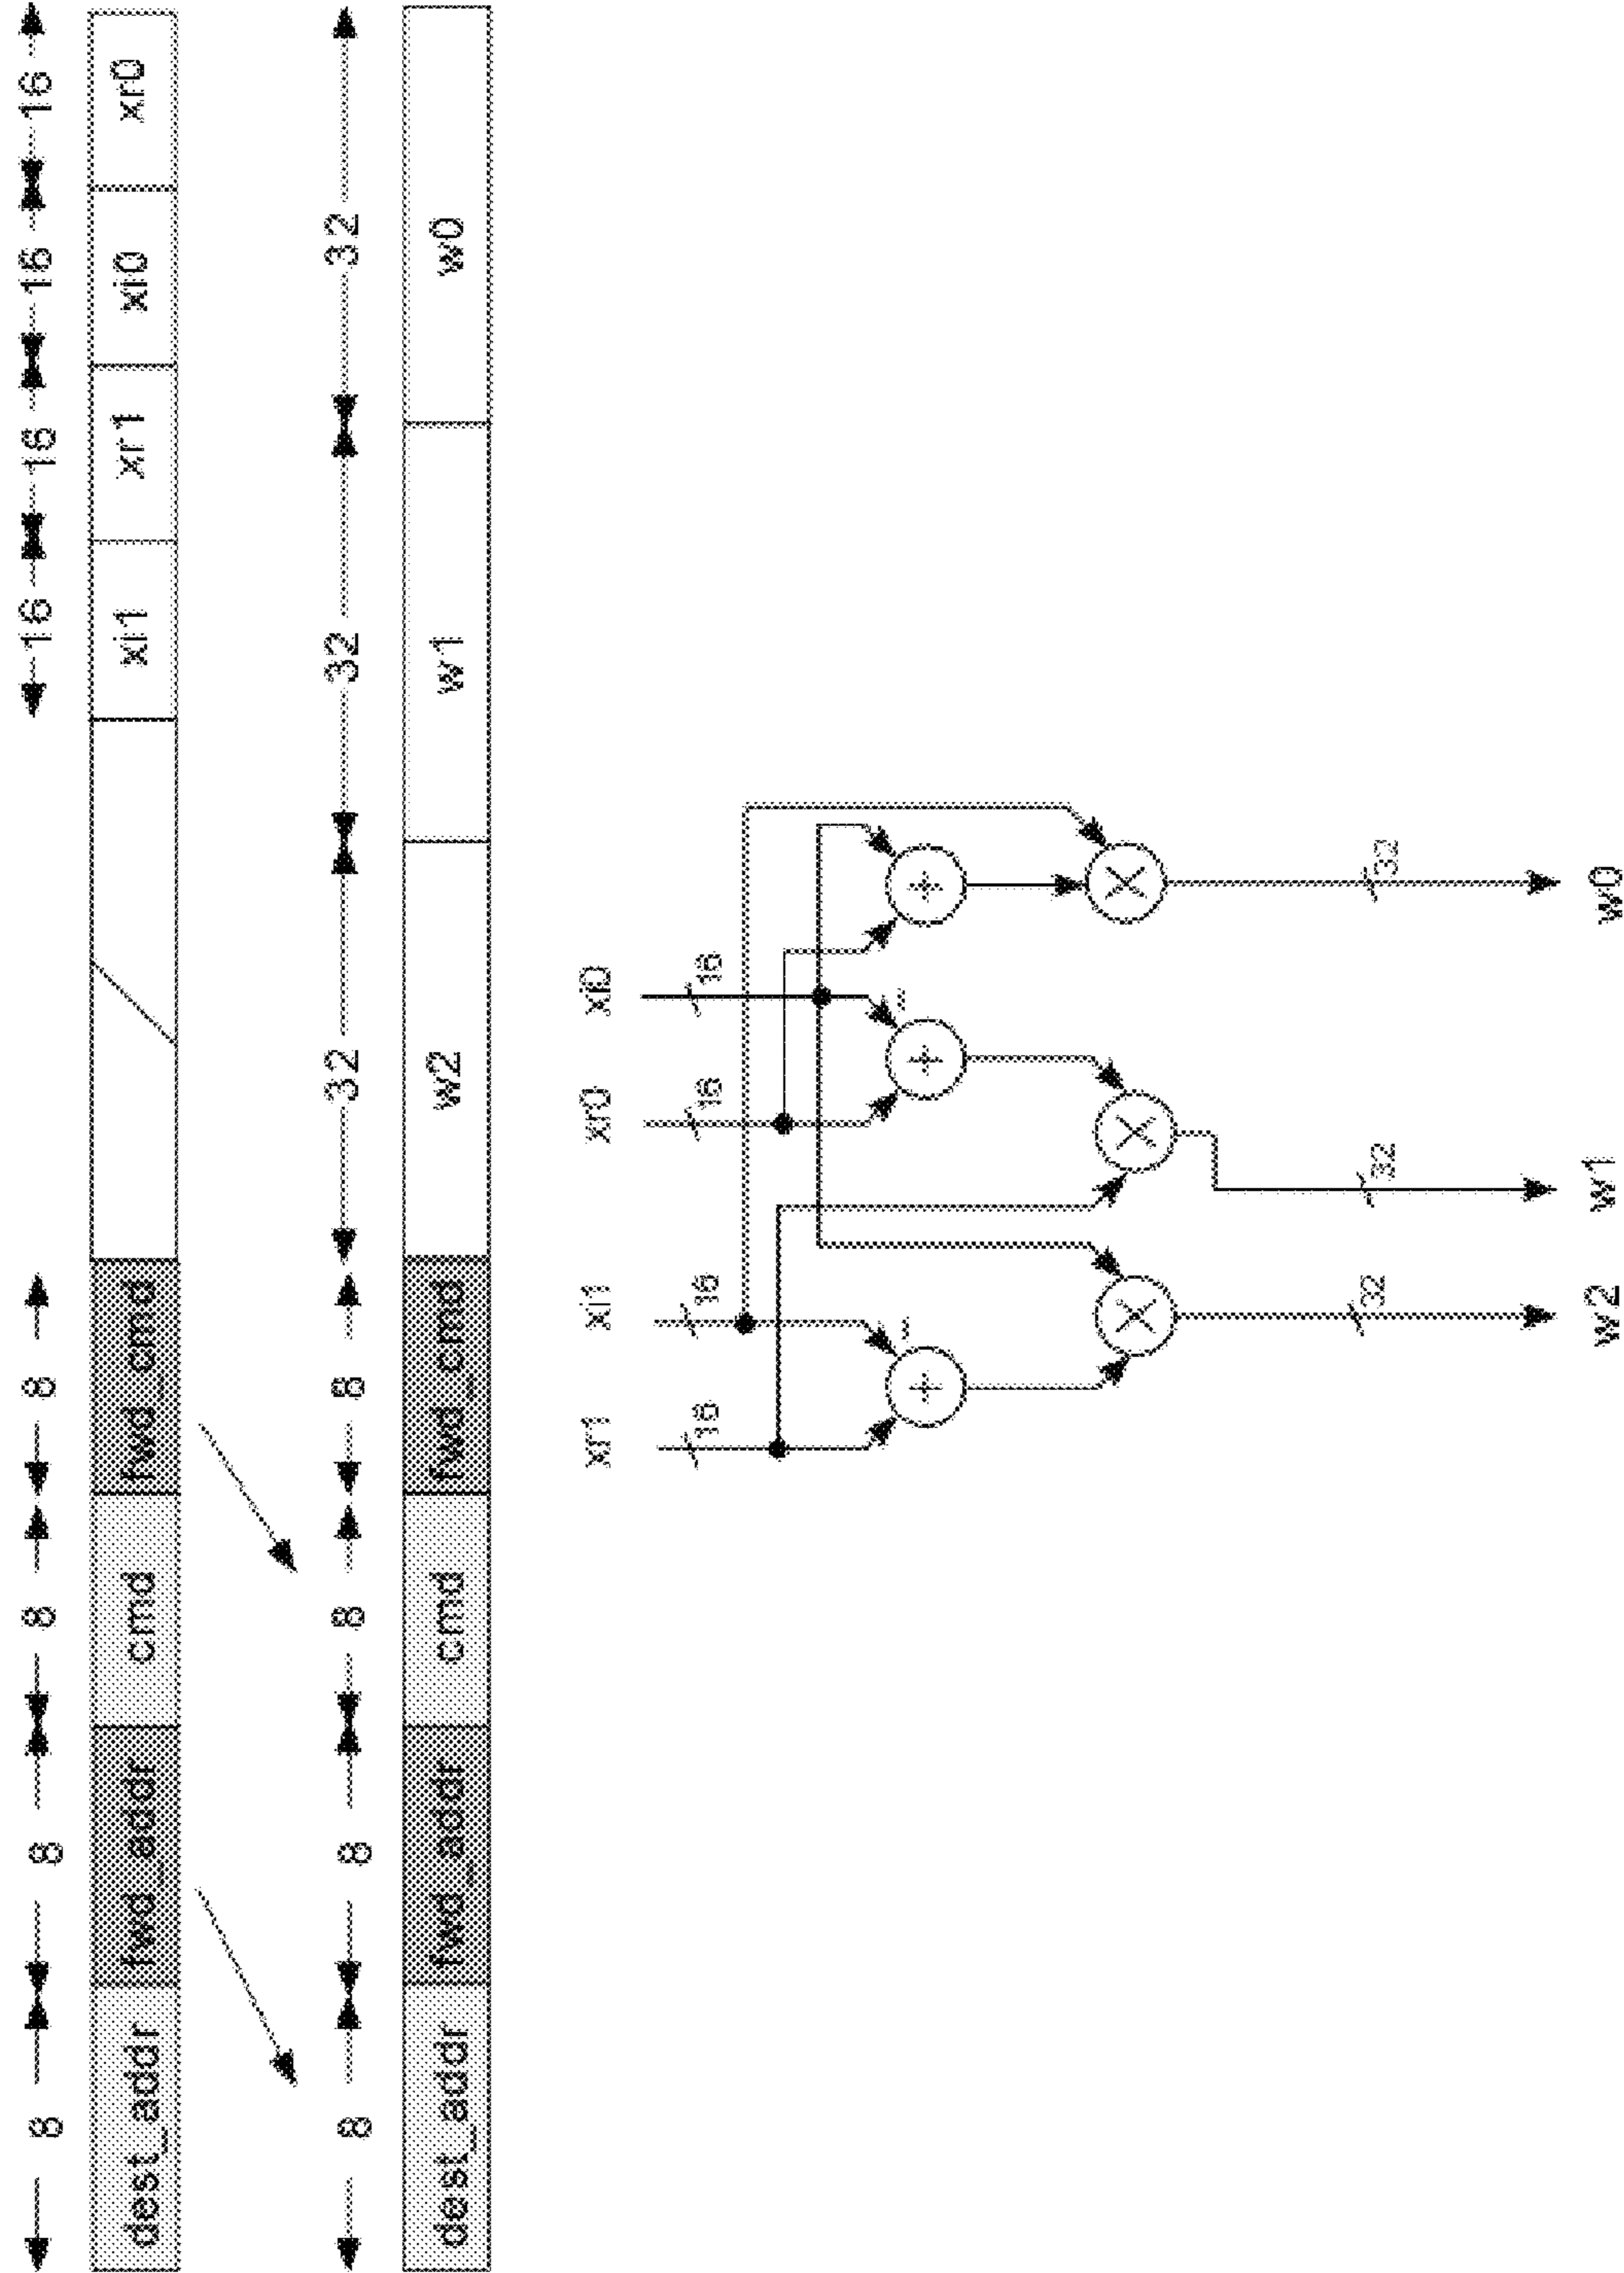 8 8 8 8 16 16 16 16
dest_addr fwd_addr cmd fwd_cmd xi1 xr1 xi0 xr0
8 8 8 8 32 32 32
dest_addr fwd_addr cmd fwd_cmd w2 w1 w0
xr1 xi1 xr0 xi0
16 16 16 16
- -
+ + +
× × ×
32 32 32
w2 w1 w0